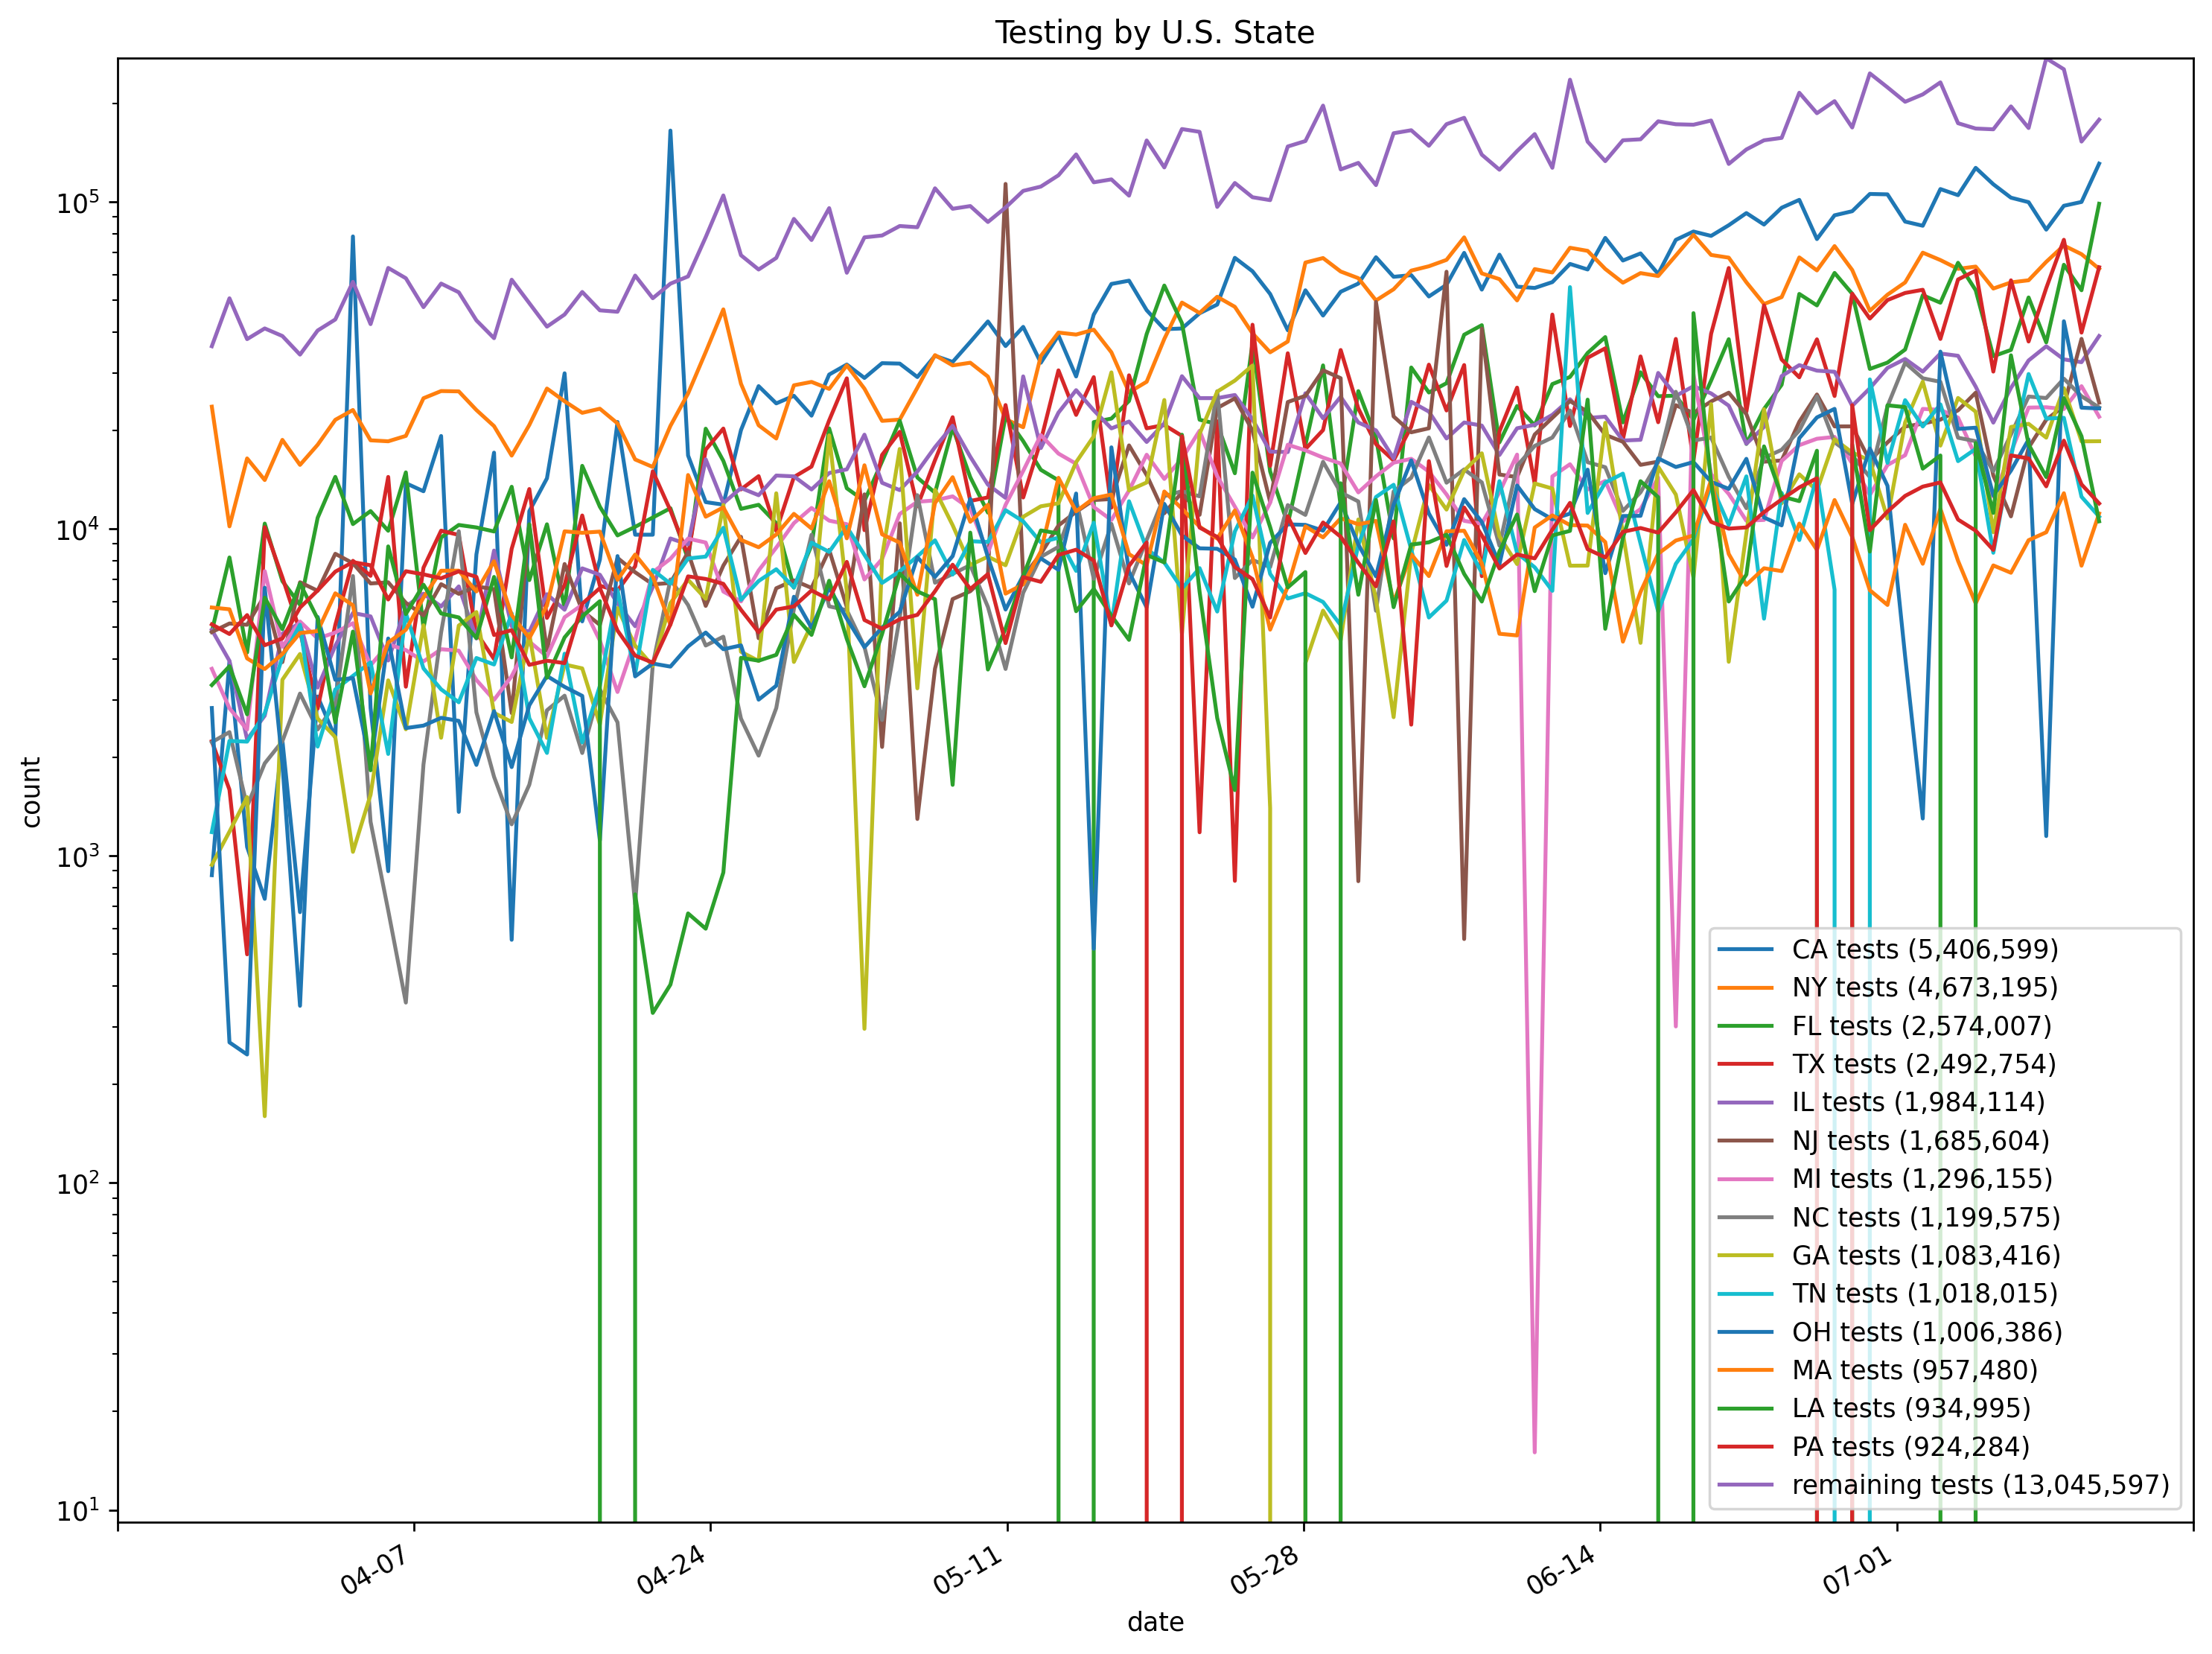 Testing by U.S. State
10^5
10^4
10^3
10^2
10^1
count
CA tests (5,406,599)
NY tests (4,673,195)
FL tests (2,574,007)
TX tests (2,492,754)
IL tests (1,984,114)
NJ tests (1,685,604)
MI tests (1,296,155)
NC tests (1,199,575)
GA tests (1,083,416)
TN tests (1,018,015)
OH tests (1,006,386)
MA tests (957,480)
LA tests (934,995)
PA tests (924,284)
remaining tests (13,045,597)
04-07
04-24
05-11
05-28
06-14
07-01
date